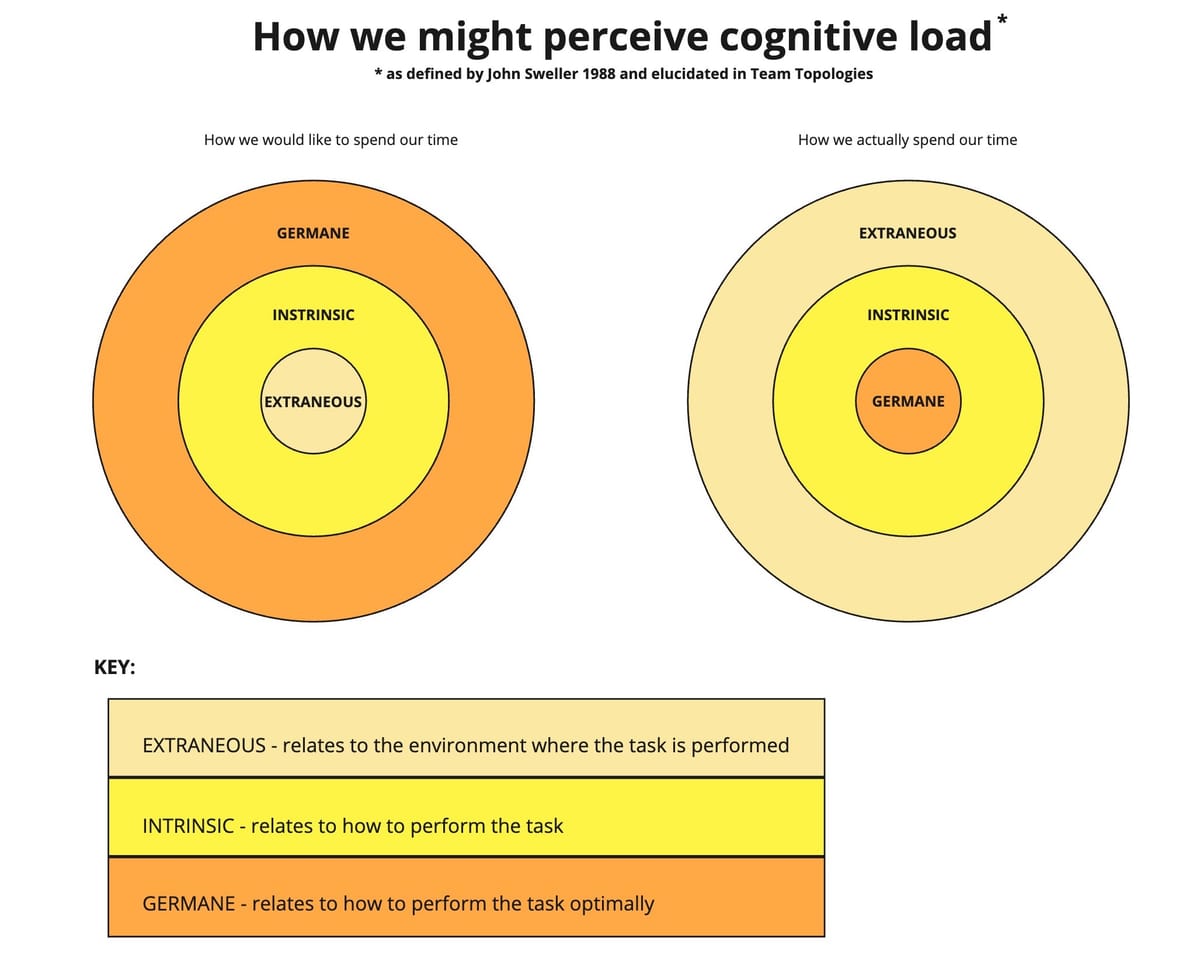 How we might perceive cognitive load*
* as defined by John Sweller 1988 and elucidated in Team Topologies
How we would like to spend our time
GERMANE
INSTRINSIC
EXTRANEOUS
How we actually spend our time
EXTRANEOUS
INSTRINSIC
GERMANE
KEY:
EXTRANEOUS - relates to the environment where the task is performed
INTRINSIC - relates to how to perform the task
GERMANE - relates to how to perform the task optimally